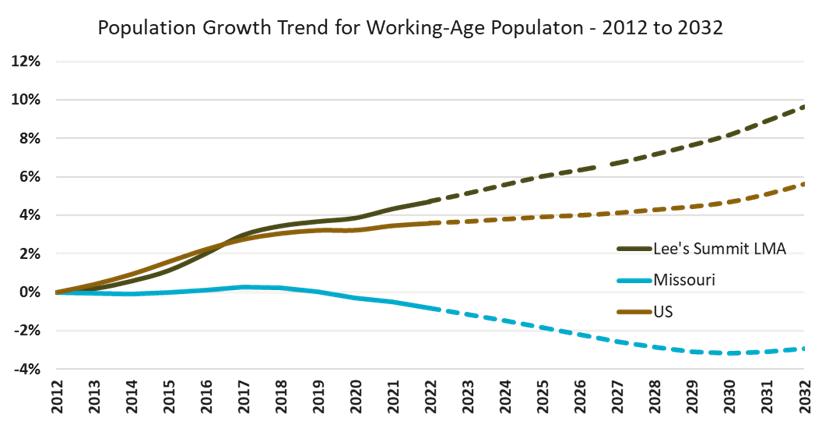 Population Growth Trend for Working-Age Populaton - 2012 to 2032
12%
10%
8%
6%
4%
2%
0%
-2%
-4%
Lee's Summit LMA
Missouri
US
2012 2013 2014 2015 2016 2017 2018 2019 2020 2021 2022 2023 2024 2025 2026 2027 2028 2029 2030 2031 2032